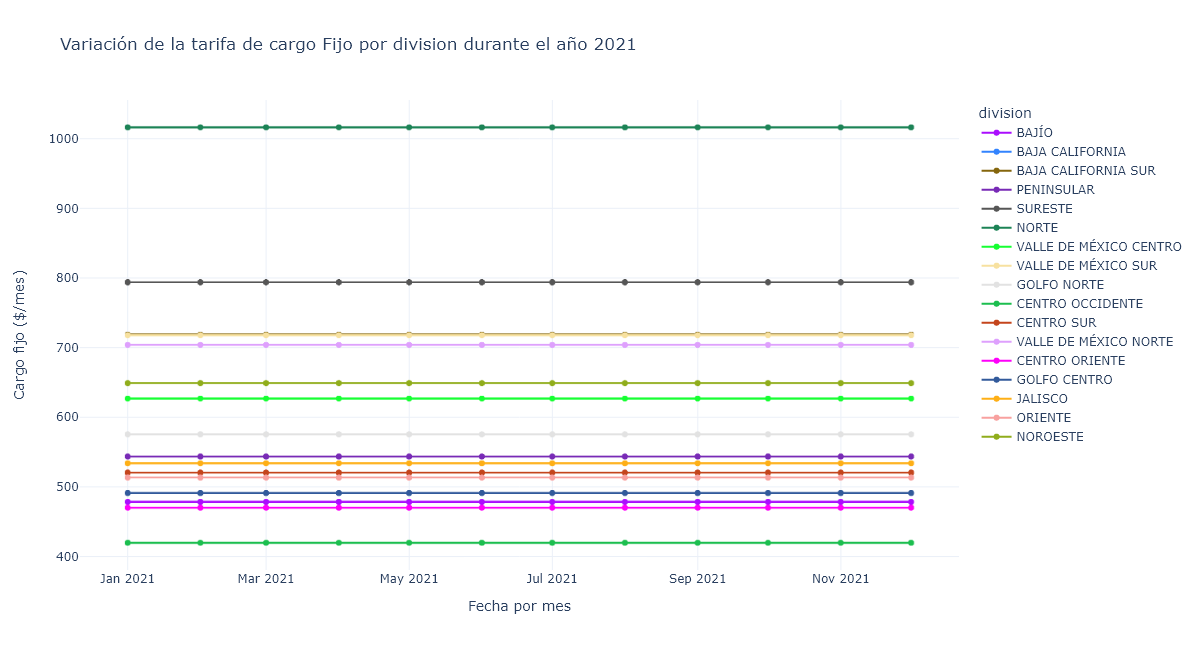 Variación de la tarifa de cargo Fijo por division durante el año 2021
Cargo fijo ($/mes)
1000
900
800
700
600
500
400
Jan 2021
Mar 2021
May 2021
Jul 2021
Sep 2021
Nov 2021
Fecha por mes
division
BAJÍO
BAJA CALIFORNIA
BAJA CALIFORNIA SUR
PENINSULAR
SURESTE
NORTE
VALLE DE MÉXICO CENTRO
VALLE DE MÉXICO SUR
GOLFO NORTE
CENTRO OCCIDENTE
CENTRO SUR
VALLE DE MÉXICO NORTE
CENTRO ORIENTE
GOLFO CENTRO
JALISCO
ORIENTE
NOROESTE